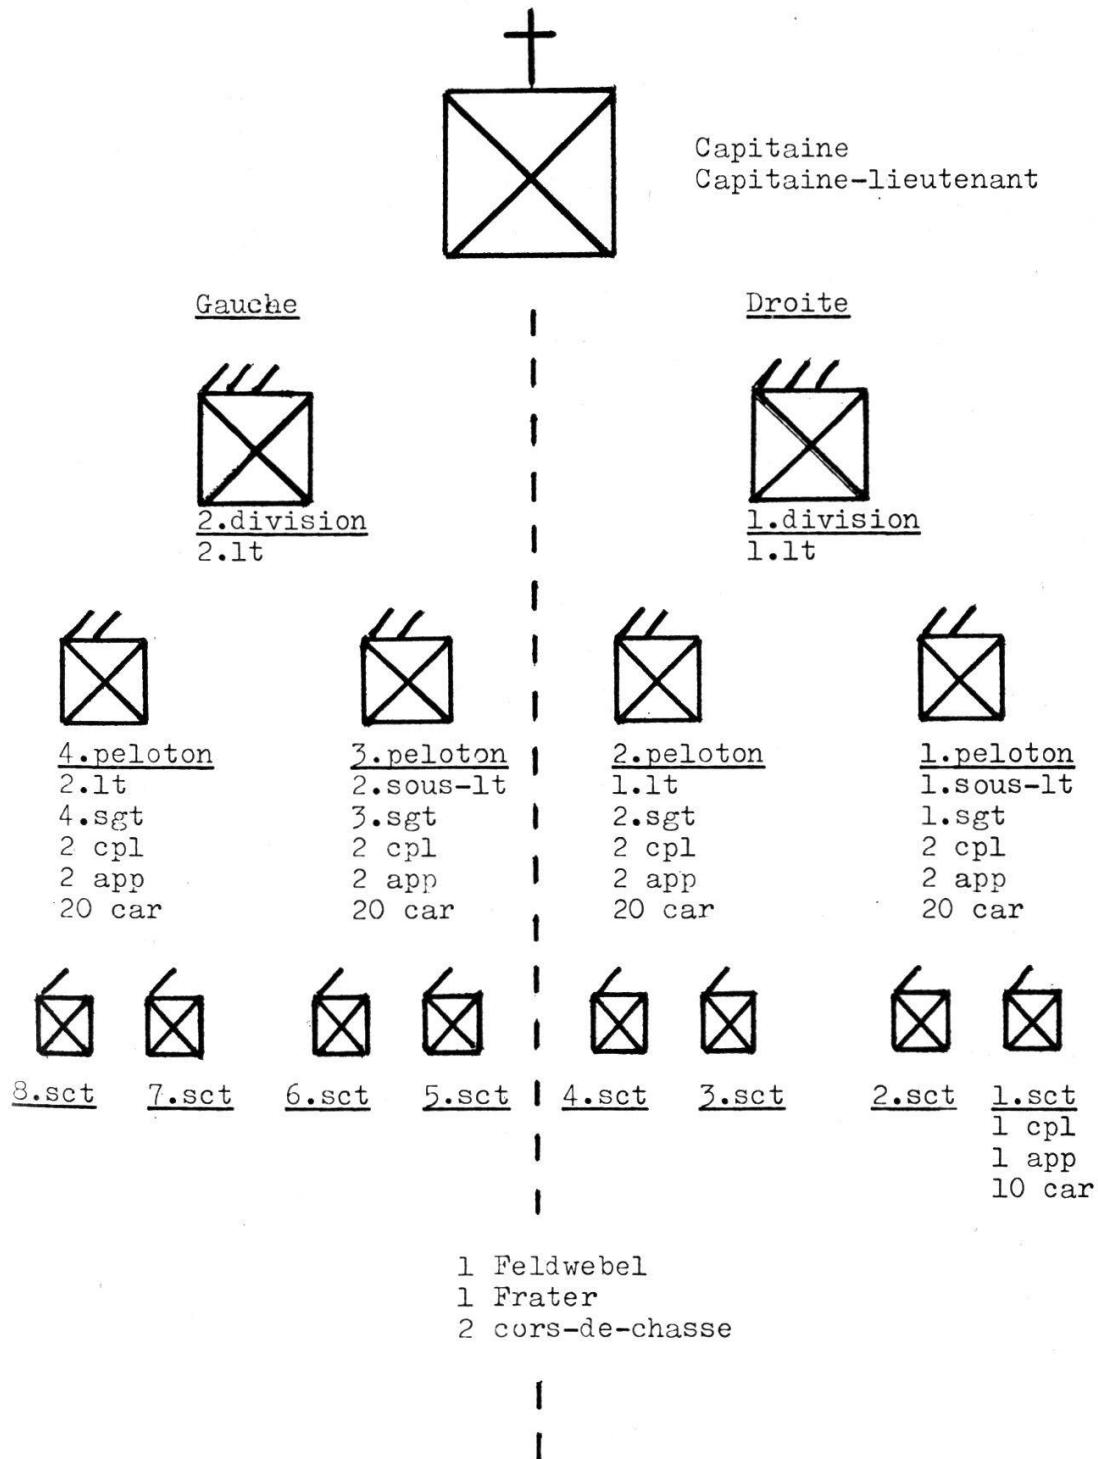 Capitaine
Capitaine-lieutenant
Gauche
Droite
2.division
2.lt
1.division
1.lt
4.peloton
2.lt
4.sgt
2 cpl
2 app
20 car
3.peloton
2.sous-lt
3.sgt
2 cpl
2 app
20 car
2.peloton
1.lt
2.sgt
2 cpl
2 app
20 car
1.peloton
1.sous-lt
1.sgt
2 cpl
2 app
20 car
8.sct
7.sct
6.sct
5.sct
4.sct
3.sct
2.sct
1.sct
1 cpl
1 app
10 car
1 Feldwebel
1 Frater
2 cors-de-chasse